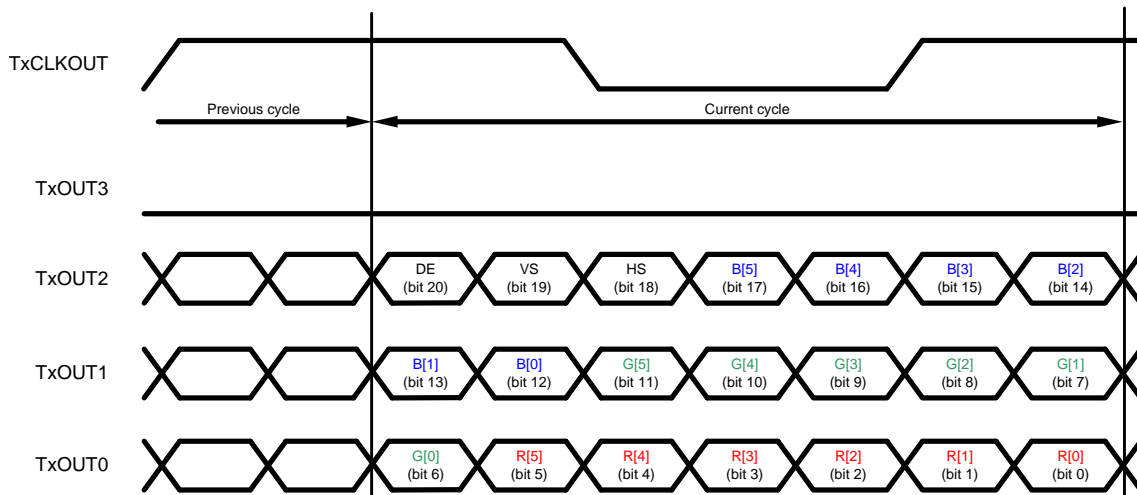 TxCLKOUT
Previous cycle
Current cycle
TxOUT3
TxOUT2
DE
(bit 20)
VS
(bit 19)
HS
(bit 18)
B[5]
(bit 17)
B[4]
(bit 16)
B[3]
(bit 15)
B[2]
(bit 14)
TxOUT1
B[1]
(bit 13)
B[0]
(bit 12)
G[5]
(bit 11)
G[4]
(bit 10)
G[3]
(bit 9)
G[2]
(bit 8)
G[1]
(bit 7)
TxOUT0
G[0]
(bit 6)
R[5]
(bit 5)
R[4]
(bit 4)
R[3]
(bit 3)
R[2]
(bit 2)
R[1]
(bit 1)
R[0]
(bit 0)